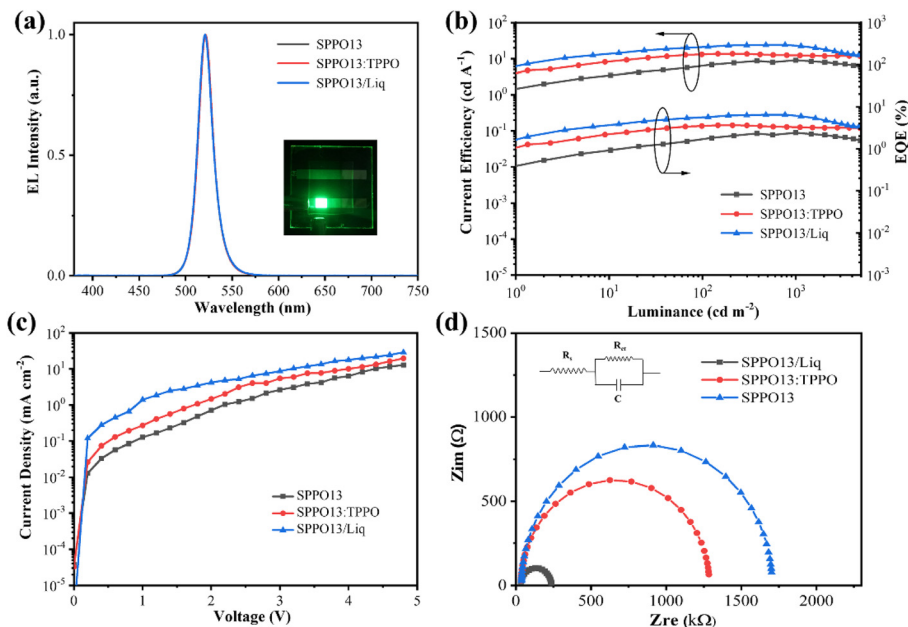 (a)
EL Intensity (a.u.)
1.0
0.5
0.0
SPPO13
SPPO13:TPPO
SPPO13/Liq
400 450 500 550 600 650 700 750
Wavelength (nm)
(b)
Current Efficiency (cd A⁻¹)
10²
10¹
10⁰
10⁻¹
10⁻²
10⁻³
10⁻⁴
10⁻⁵
SPPO13
SPPO13:TPPO
SPPO13/Liq
10³
10²
10¹
10⁰
10⁻¹
10⁻²
10⁻³
EQE (%)
10⁰ 10¹ 10² 10³
Luminance (cd m⁻²)
(c)
Current Density (mA cm⁻²)
10²
10¹
10⁰
10⁻¹
10⁻²
10⁻³
10⁻⁴
10⁻⁵
SPPO13
SPPO13:TPPO
SPPO13/Liq
0 1 2 3 4 5
Voltage (V)
(d)
Zim (Ω)
1500
1000
500
0
Rs
Rct
C
SPPO13/Liq
SPPO13:TPPO
SPPO13
0 500 1000 1500 2000
Zre (kΩ)